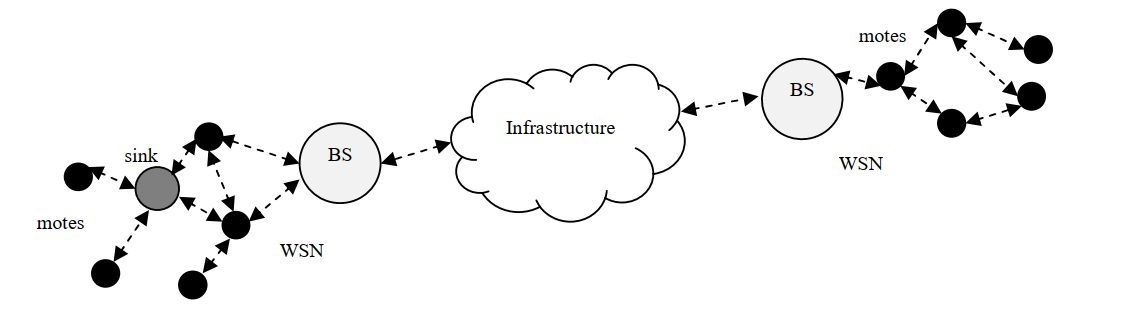 motes
BS
Infrastructure
sink
BS
WSN
motes
WSN